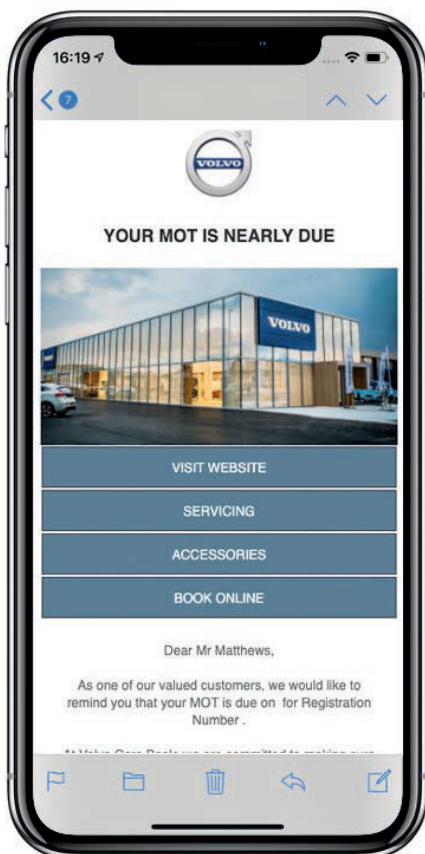 16:19
7
VOLVO
YOUR MOT IS NEARLY DUE
VOLVO
VISIT WEBSITE
SERVICING
ACCESSORIES
BOOK ONLINE
Dear Mr Matthews,
As one of our valued customers, we would like to
remind you that your MOT is due on  for Registration
Number .